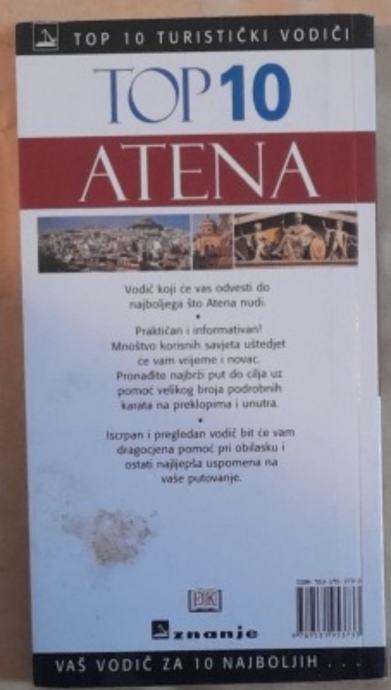 TOP 10 TURISTIČKI VODIČI
TOP 10
ATENA
Vodič koji će vas odvesti do
najboljega što Atena nudi.
•
Praktičan i informativan!
Mnoštvo korisnih savjeta uštedjet
će vam vrijeme i novac.
Pronađite najbrži put do cilja uz
pomoć velikog broja podrobnih
karata na preklopima i unutra.
•
Iscrpan i pregledan vodič bit će vam
dragocjena pomoć pri obilasku i
ostati najljepša uspomena na
vaše putovanje.
ISBN
DK
znanje
VAŠ VODIČ ZA 10 NAJBOLJIH . . .